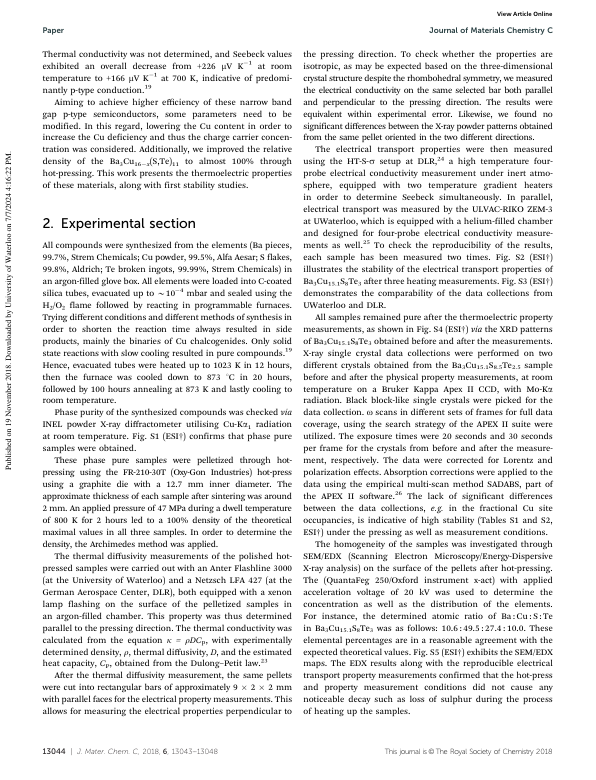 View Article Online
Paper
Journal of Materials Chemistry C
Thermal conductivity was not determined, and Seebeck values
exhibited an overall decrease from +226 μV K⁻¹ at room
temperature to +166 μV K⁻¹ at 700 K, indicative of predomi-
nantly p-type conduction.¹⁹
Aiming to achieve higher efficiency of these narrow band
gap p-type semiconductors, some parameters need to be
modified. In this regard, lowering the Cu content in order to
increase the Cu deficiency and thus the charge carrier concen-
tration was considered. Additionally, we improved the relative
density of the Ba₃Cu₁₆₋ₓ(S,Te)₁₁ to almost 100% through
hot-pressing. This work presents the thermoelectric properties
of these materials, along with first stability studies.
2. Experimental section
All compounds were synthesized from the elements (Ba pieces,
99.7%, Strem Chemicals; Cu powder, 99.5%, Alfa Aesar; S flakes,
99.8%, Aldrich; Te broken ingots, 99.99%, Strem Chemicals) in
an argon-filled glove box. All elements were loaded into C-coated
silica tubes, evacuated up to ~10⁻⁴ mbar and sealed using the
H₂/O₂ flame followed by reacting in programmable furnaces.
Trying different conditions and different methods of synthesis in
order to shorten the reaction time always resulted in side
products, mainly the binaries of Cu chalcogenides. Only solid
state reactions with slow cooling resulted in pure compounds.¹⁹
Hence, evacuated tubes were heated up to 1023 K in 12 hours,
then the furnace was cooled down to 873 °C in 20 hours,
followed by 100 hours annealing at 873 K and lastly cooling to
room temperature.
Phase purity of the synthesized compounds was checked via
INEL powder X-ray diffractometer utilising Cu-Kα₁ radiation
at room temperature. Fig. S1 (ESI†) confirms that phase pure
samples were obtained.
These phase pure samples were pelletized through hot-
pressing using the FR-210-30T (Oxy-Gon Industries) hot-press
using a graphite die with a 12.7 mm inner diameter. The
approximate thickness of each sample after sintering was around
2 mm. An applied pressure of 47 MPa during a dwell temperature
of 800 K for 2 hours led to a 100% density of the theoretical
maximal values in all three samples. In order to determine the
density, the Archimedes method was applied.
The thermal diffusivity measurements of the polished hot-
pressed samples were carried out with an Anter Flashline 3000
(at the University of Waterloo) and a Netzsch LFA 427 (at the
German Aerospace Center, DLR), both equipped with a xenon
lamp flashing on the surface of the pelletized samples in
an argon-filled chamber. This property was thus determined
parallel to the pressing direction. The thermal conductivity was
calculated from the equation κ = ρDCₚ, with experimentally
determined density, ρ, thermal diffusivity, D, and the estimated
heat capacity, Cₚ, obtained from the Dulong–Petit law.²³
After the thermal diffusivity measurement, the same pellets
were cut into rectangular bars of approximately 9 × 2 × 2 mm
with parallel faces for the electrical property measurements. This
allows for measuring the electrical properties perpendicular to
the pressing direction. To check whether the properties are
isotropic, as may be expected based on the three-dimensional
crystal structure despite the rhombohedral symmetry, we measured
the electrical conductivity on the same selected bar both parallel
and perpendicular to the pressing direction. The results were
equivalent within experimental error. Likewise, we found no
significant differences between the X-ray powder patterns obtained
from the same pellet oriented in the two different directions.
The electrical transport properties were then measured
using the HT-S-σ setup at DLR,²⁴ a high temperature four-
probe electrical conductivity measurement under inert atmo-
sphere, equipped with two temperature gradient heaters
in order to determine Seebeck simultaneously. In parallel,
electrical transport was measured by the ULVAC-RIKO ZEM-3
at UWaterloo, which is equipped with a helium-filled chamber
and designed for four-probe electrical conductivity measure-
ments as well.²⁵ To check the reproducibility of the results,
each sample has been measured two times. Fig. S2 (ESI†)
illustrates the stability of the electrical transport properties of
Ba₃Cu₁₅.₁S₈Te₃ after three heating measurements. Fig. S3 (ESI†)
demonstrates the comparability of the data collections from
UWaterloo and DLR.
All samples remained pure after the thermoelectric property
measurements, as shown in Fig. S4 (ESI†) via the XRD patterns
of Ba₃Cu₁₅.₁S₈Te₃ obtained before and after the measurements.
X-ray single crystal data collections were performed on two
different crystals obtained from the Ba₃Cu₁₅.₁S₈.₅Te₂.₅ sample
before and after the physical property measurements, at room
temperature on a Bruker Kappa Apex II CCD, with Mo-Kα
radiation. Black block-like single crystals were picked for the
data collection. ω scans in different sets of frames for full data
coverage, using the search strategy of the APEX II suite were
utilized. The exposure times were 20 seconds and 30 seconds
per frame for the crystals from before and after the measure-
ment, respectively. The data were corrected for Lorentz and
polarization effects. Absorption corrections were applied to the
data using the empirical multi-scan method SADABS, part of
the APEX II software.²⁶ The lack of significant differences
between the data collections, e.g. in the fractional Cu site
occupancies, is indicative of high stability (Tables S1 and S2,
ESI†) under the pressing as well as measurement conditions.
The homogeneity of the samples was investigated through
SEM/EDX (Scanning Electron Microscopy/Energy-Dispersive
X-ray analysis) on the surface of the pellets after hot-pressing.
The (QuantaFeg 250/Oxford instrument x-act) with applied
acceleration voltage of 20 kV was used to determine the
concentration as well as the distribution of the elements.
For instance, the determined atomic ratio of Ba : Cu : S : Te
in Ba₃Cu₁₅.₁S₈Te₃ was as follows: 10.6 : 49.5 : 27.4 : 10.0. These
elemental percentages are in a reasonable agreement with the
expected theoretical values. Fig. S5 (ESI†) exhibits the SEM/EDX
maps. The EDX results along with the reproducible electrical
transport property measurements confirmed that the hot-press
and property measurement conditions did not cause any
noticeable decay such as loss of sulphur during the process
of heating up the samples.
Published on 19 November 2018. Downloaded by University of Waterloo on 7/7/2024 4:16:22 PM.
13044 | J. Mater. Chem. C, 2018, 6, 13043–13048
This journal is © The Royal Society of Chemistry 2018